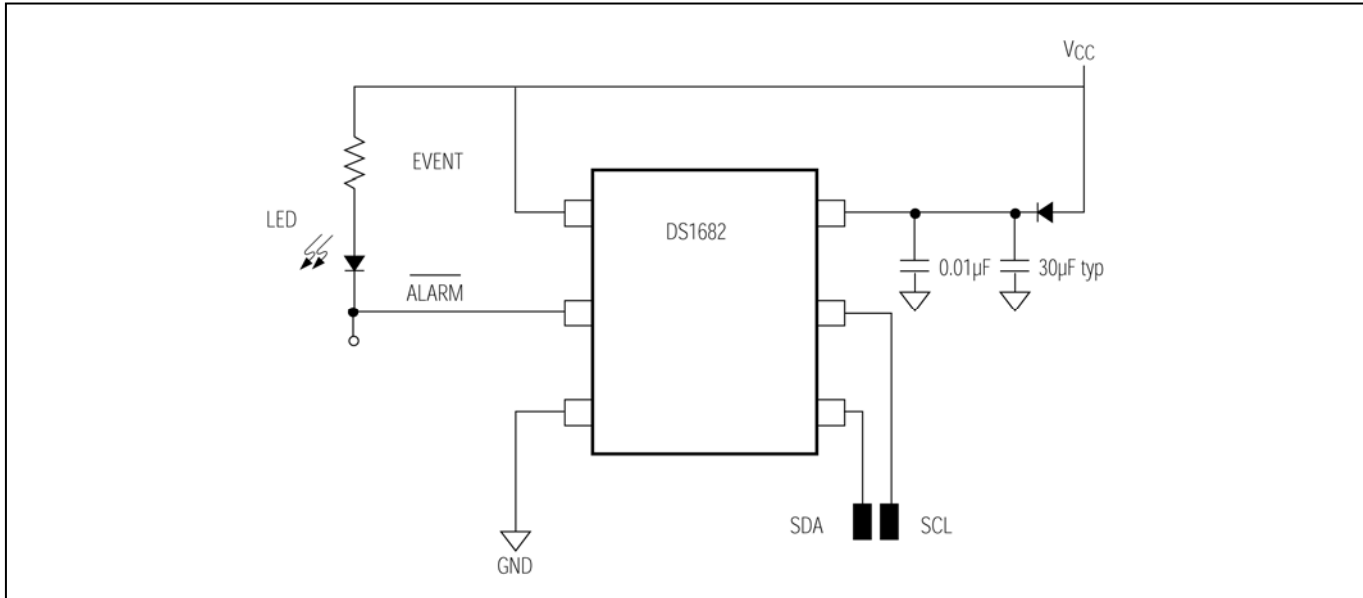 VCC
EVENT
LED
DS1682
ALARM
0.01µF
30µF typ
SDA
SCL
GND